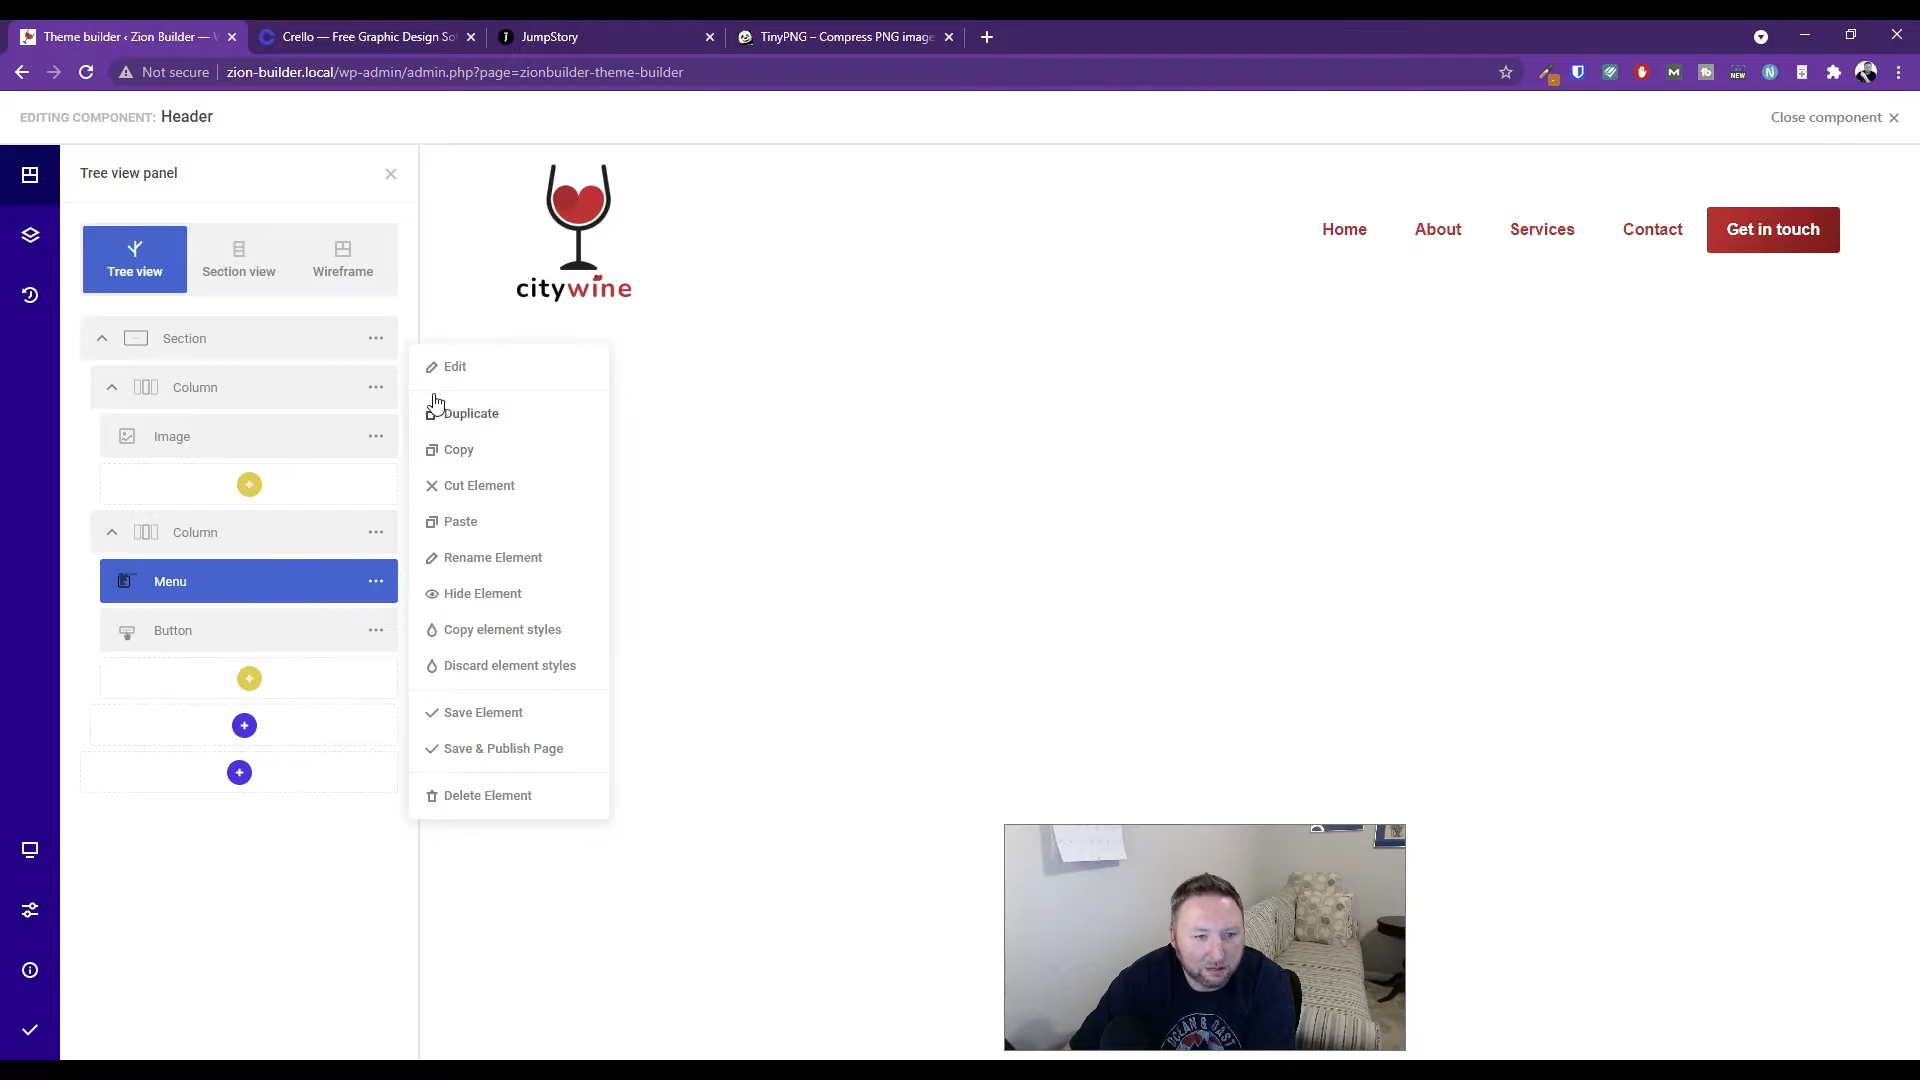 Theme builder ‹ Zion Builder — W
Crello — Free Graphic Design So
JumpStory
TinyPNG – Compress PNG image
Not secure
zion-builder.local/wp-admin/admin.php?page=zionbuilder-theme-builder
EDITING COMPONENT: Header
Close component
Tree view panel
Tree view
Section view
Wireframe
Section
Column
Image
Column
Menu
Button
Edit
Duplicate
Copy
Cut Element
Paste
Rename Element
Hide Element
Copy element styles
Discard element styles
Save Element
Save & Publish Page
Delete Element
citywine
Home
About
Services
Contact
Get in touch